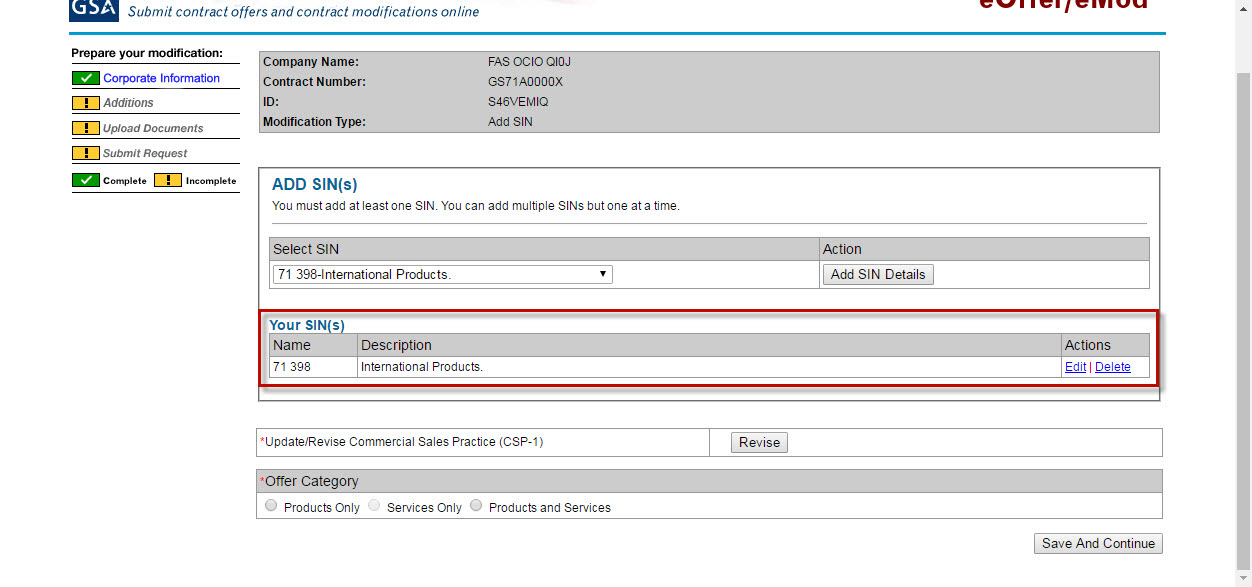 GSA Submit contract offers and contract modifications online
eOffer/eMod
Prepare your modification:
Corporate Information
Additions
Upload Documents
Submit Request
Complete Incomplete
Company Name: FAS OCIO QI0J
Contract Number: GS71A0000X
ID: S46VEMIQ
Modification Type: Add SIN
ADD SIN(s)
You must add at least one SIN. You can add multiple SINs but one at a time.
Select SIN Action
71 398-International Products. Add SIN Details
Your SIN(s)
Name Description Actions
71 398 International Products. Edit | Delete
*Update/Revise Commercial Sales Practice (CSP-1) Revise
*Offer Category
Products Only Services Only Products and Services
Save And Continue